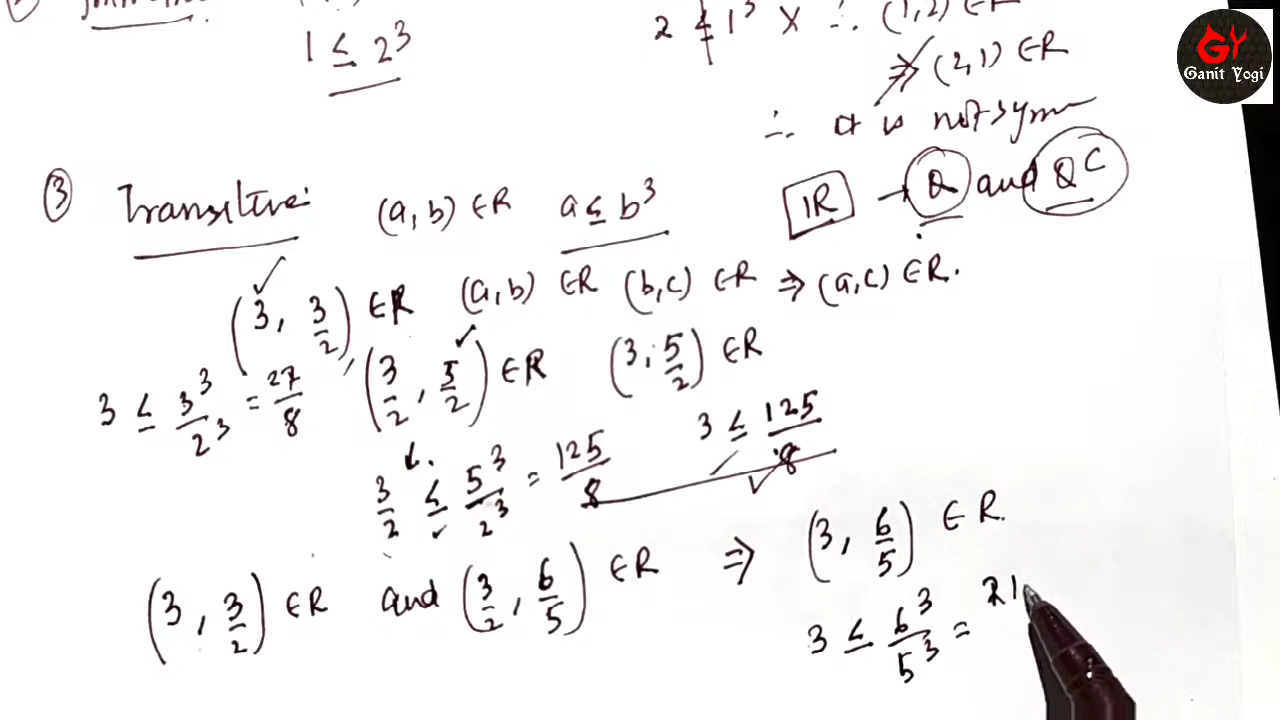 1 ≤ 2³
2 ≰ 1³ × ∴ (1,2) ∈ R
⇏ (2,1) ∈ R
∴ it is not symm
GY
Ganit Yogi
③ Transitive: (a, b) ∈ R a ≤ b³
IR → Q and Q^C
(a, b) ∈ R (b, c) ∈ R ⇒ (a, c) ∈ R.
(3, 3/2) ∈ R, (3/2, 5/2) ∈ R (3, 5/2) ∈ R
3 ≤ 3³/2³ = 27/8
3/2 ≤ 5³/2³ = 125/8
3 ≤ 125/8 ✓
(3, 3/2) ∈ R and (3/2, 6/5) ∈ R ⇒ (3, 6/5) ∈ R.
3 ≤ 6³/5³ = 21